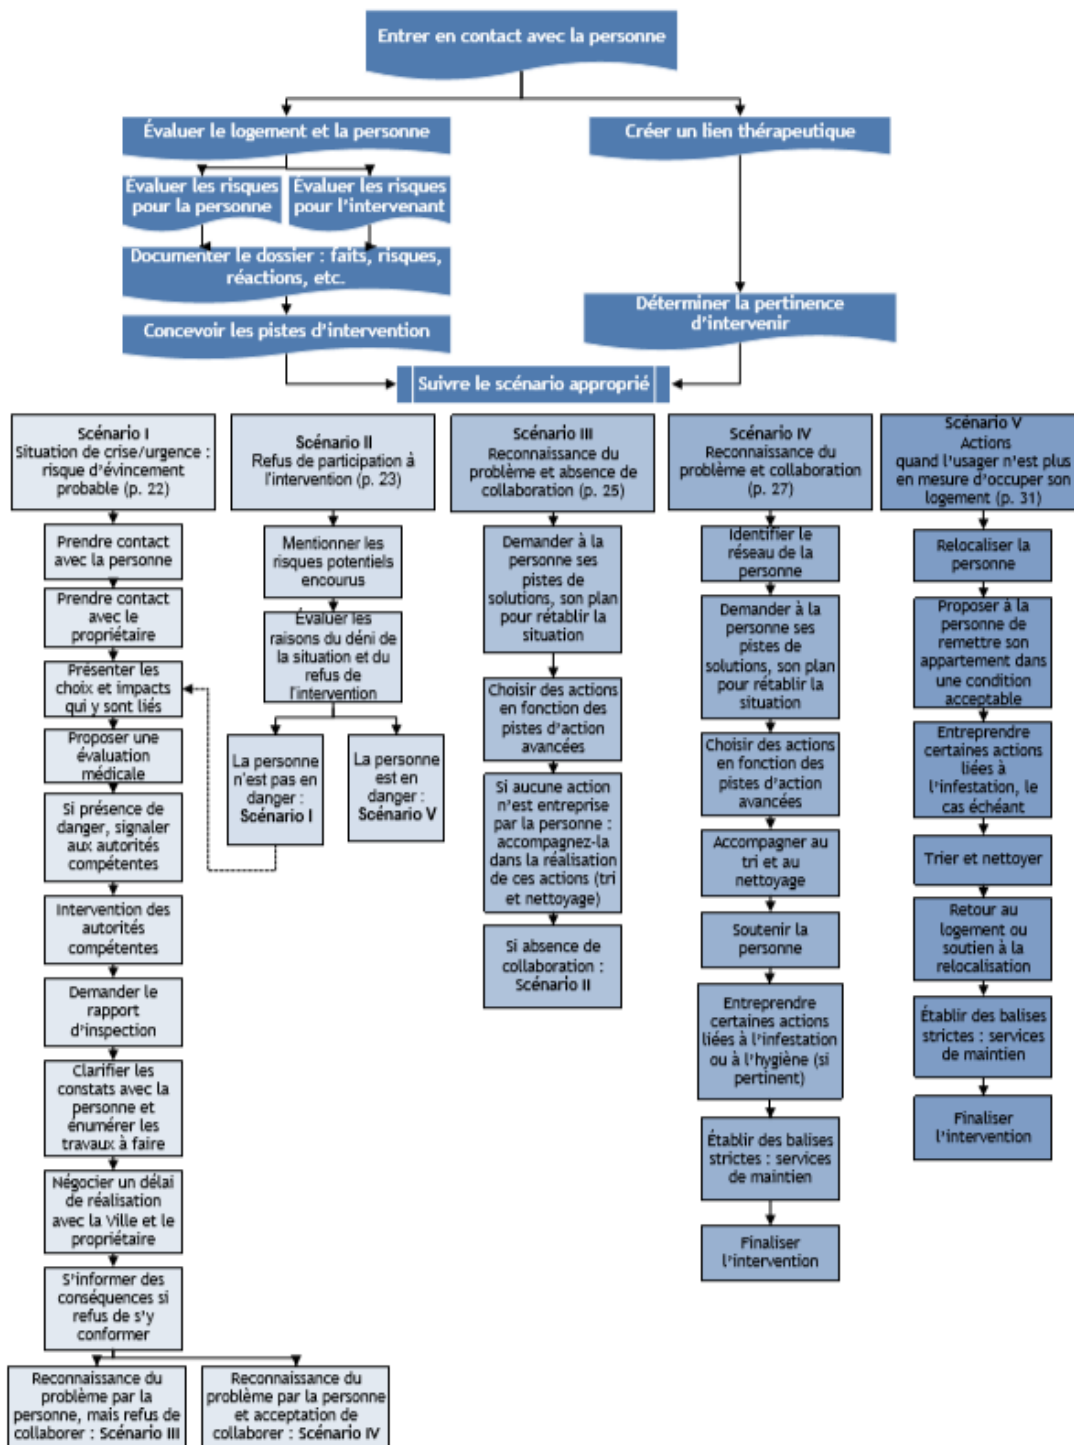 Entrer en contact avec la personne
Évaluer le logement et la personne
Créer un lien thérapeutique
Évaluer les risques
pour la personne
Évaluer les risques
pour l'intervenant
Documenter le dossier : faits, risques,
réactions, etc.
Concevoir les pistes d'intervention
Déterminer la pertinence
d'intervenir
Suivre le scénario approprié
Scénario I
Situation de crise/urgence :
risque d'évincement
probable (p. 22)
Prendre contact
avec la personne
Prendre contact
avec le
propriétaire
Présenter les
choix et impacts
qui y sont liés
Proposer une
évaluation
médicale
Si présence de
danger, signaler
aux autorités
compétentes
Intervention des
autorités
compétentes
Demander le
rapport
d'inspection
Clarifier les
constats avec la
personne et
énumérer les
travaux à faire
Négocier un délai
de réalisation
avec la Ville et le
propriétaire
S'informer des
conséquences si
refus de s'y
conformer
Reconnaissance du
problème par la
personne, mais refus de
collaborer : Scénario III
Reconnaissance du
problème par la personne
et acceptation de
collaborer : Scénario IV
Scénario II
Refus de participation à
l'intervention (p. 23)
Mentionner les
risques potentiels
encourus
Évaluer les
raisons du déni de
la situation et du
refus de
l'intervention
La personne
n'est pas en
danger :
Scénario I
La personne
est en
danger :
Scénario V
Scénario III
Reconnaissance du
problème et absence de
collaboration (p. 25)
Demander à la
personne ses
pistes de
solutions, son plan
pour rétablir la
situation
Choisir des actions
en fonction des
pistes d'action
avancées
Si aucune action
n'est entreprise
par la personne :
accompagnez-la
dans la réalisation
de ces actions (tri
et nettoyage)
Si absence de
collaboration :
Scénario II
Scénario IV
Reconnaissance du
problème et collaboration
(p. 27)
Identifier le
réseau de la
personne
Demander à la
personne ses
pistes de
solutions, son plan
pour rétablir la
situation
Choisir des actions
en fonction des
pistes d'action
avancées
Accompagner au
tri et au
nettoyage
Soutenir la
personne
Entreprendre
certaines actions
liées à l'infestation
ou à l'hygiène (si
pertinent)
Établir des balises
strictes : services
de maintien
Finaliser
l'intervention
Scénario V
Actions
quand l'usager n'est plus
en mesure d'occuper son
logement (p. 31)
Relocaliser la
personne
Proposer à la
personne de
remettre son
appartement dans
une condition
acceptable
Entreprendre
certaines actions
liées à
l'infestation, le
cas échéant
Trier et nettoyer
Retour au
logement ou
soutien à la
relocalisation
Établir des balises
strictes : services
de maintien
Finaliser
l'intervention